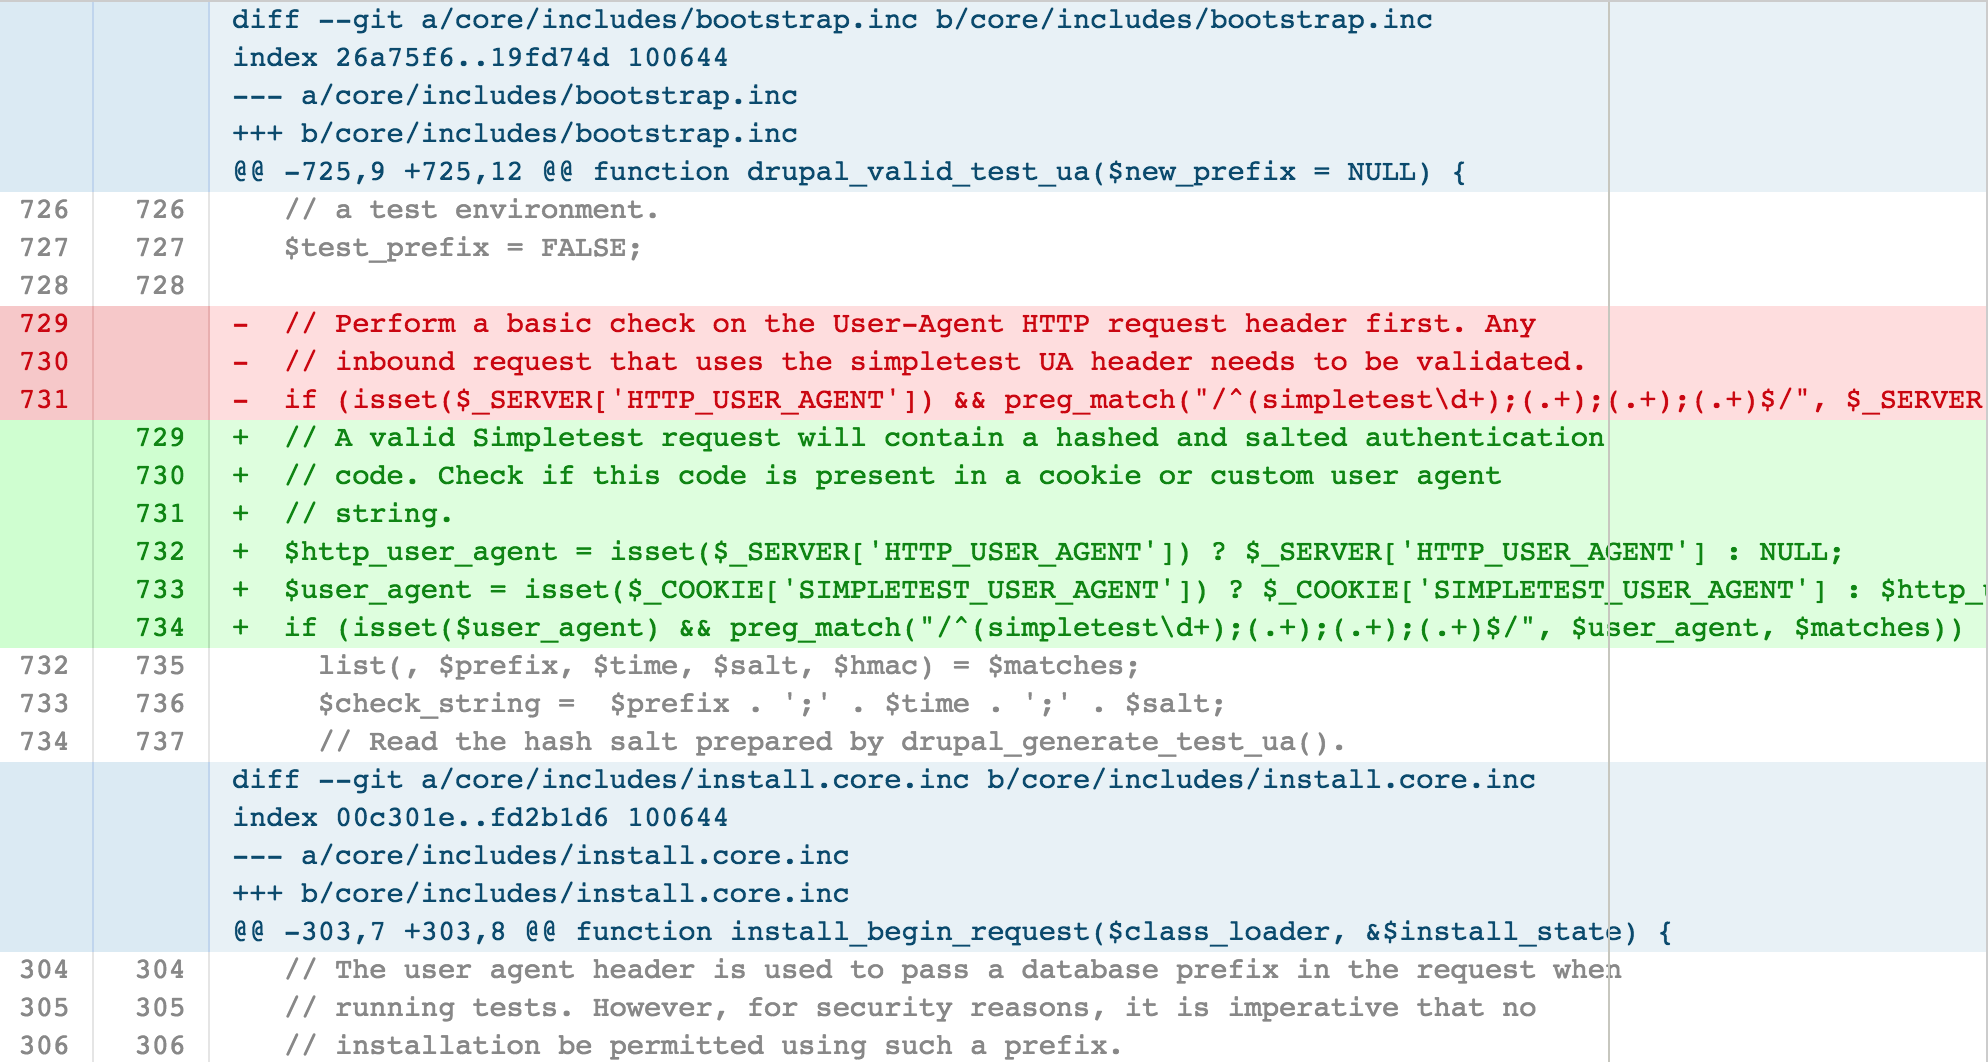 diff --git a/core/includes/bootstrap.inc b/core/includes/bootstrap.inc
index 26a75f6..19fd74d 100644
--- a/core/includes/bootstrap.inc
+++ b/core/includes/bootstrap.inc
@@ -725,9 +725,12 @@ function drupal_valid_test_ua($new_prefix = NULL) {
726 726 // a test environment.
727 727 $test_prefix = FALSE;
728 728
729 - // Perform a basic check on the User-Agent HTTP request header first. Any
730 - // inbound request that uses the simpletest UA header needs to be validated.
731 - if (isset($_SERVER['HTTP_USER_AGENT']) && preg_match("/^(simpletest\d+);(.+);(.+);(.+)$/", $_SERVER
729 + // A valid Simpletest request will contain a hashed and salted authentication
730 + // code. Check if this code is present in a cookie or custom user agent
731 + // string.
732 + $http_user_agent = isset($_SERVER['HTTP_USER_AGENT']) ? $_SERVER['HTTP_USER_AGENT'] : NULL;
733 + $user_agent = isset($_COOKIE['SIMPLETEST_USER_AGENT']) ? $_COOKIE['SIMPLETEST_USER_AGENT'] : $http_
734 + if (isset($user_agent) && preg_match("/^(simpletest\d+);(.+);(.+);(.+)$/", $user_agent, $matches))
732 735 list(, $prefix, $time, $salt, $hmac) = $matches;
733 736 $check_string =  $prefix . ';' . $time . ';' . $salt;
734 737 // Read the hash salt prepared by drupal_generate_test_ua().
diff --git a/core/includes/install.core.inc b/core/includes/install.core.inc
index 00c301e..fd2b1d6 100644
--- a/core/includes/install.core.inc
+++ b/core/includes/install.core.inc
@@ -303,7 +303,8 @@ function install_begin_request($class_loader, &$install_state) {
304 304 // The user agent header is used to pass a database prefix in the request when
305 305 // running tests. However, for security reasons, it is imperative that no
306 306 // installation be permitted using such a prefix.